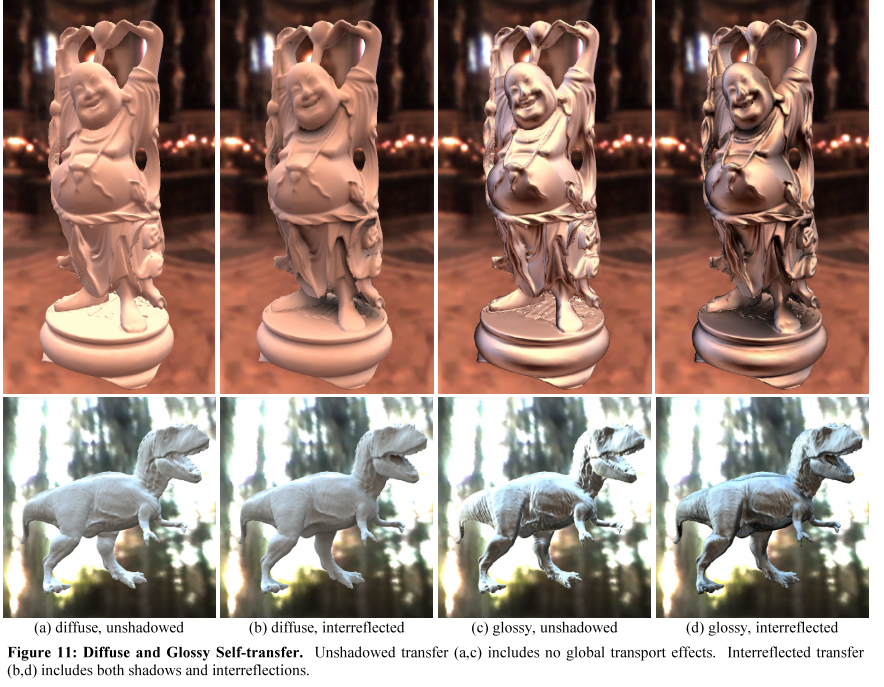 (a) diffuse, unshadowed
(b) diffuse, interreflected
(c) glossy, unshadowed
(d) glossy, interreflected
Figure 11: Diffuse and Glossy Self-transfer. Unshadowed transfer (a,c) includes no global transport effects. Interreflected transfer
(b,d) includes both shadows and interreflections.